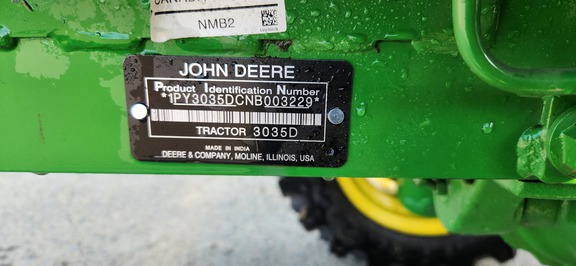 NMB2
JOHN DEERE
Product Identification Number
*1PY3035DCNB003229*
TRACTOR 3035D
MADE IN INDIA
DEERE & COMPANY, MOLINE, ILLINOIS, USA